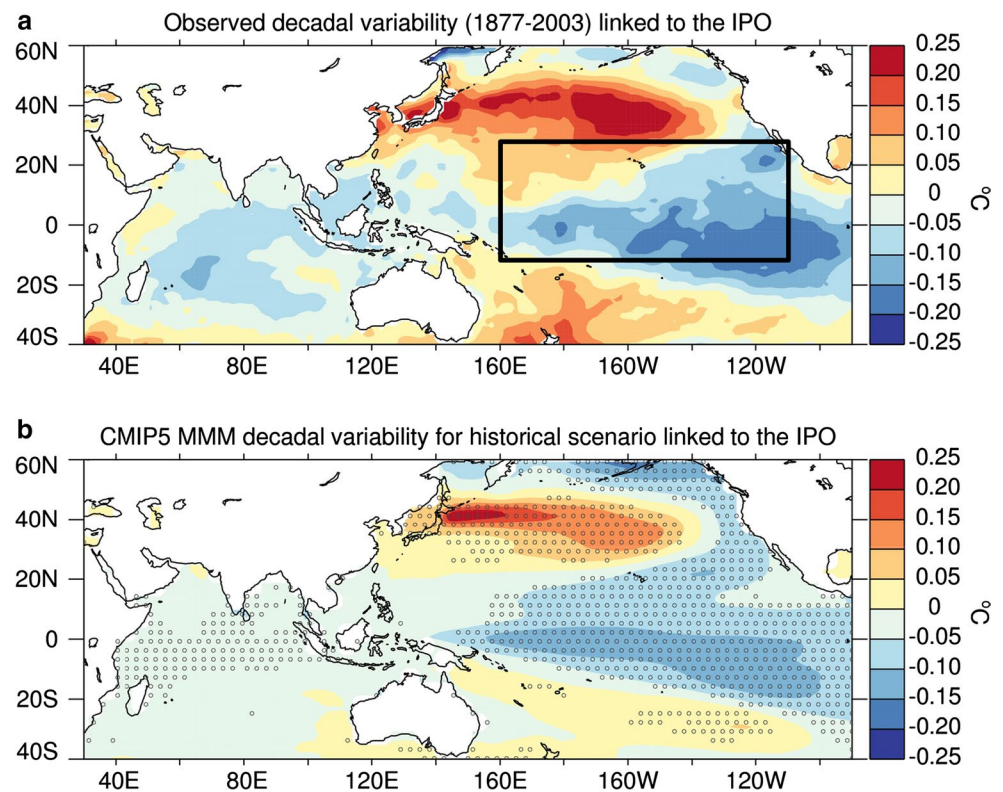 a
Observed decadal variability (1877-2003) linked to the IPO
60N
40N
20N
0
20S
40S
40E 80E 120E 160E 160W 120W
0.25
0.20
0.15
0.10
0.05
0
-0.05
-0.10
-0.15
-0.20
-0.25
°C
b
CMIP5 MMM decadal variability for historical scenario linked to the IPO
60N
40N
20N
0
20S
40S
40E 80E 120E 160E 160W 120W
0.25
0.20
0.15
0.10
0.05
0
-0.05
-0.10
-0.15
-0.20
-0.25
°C